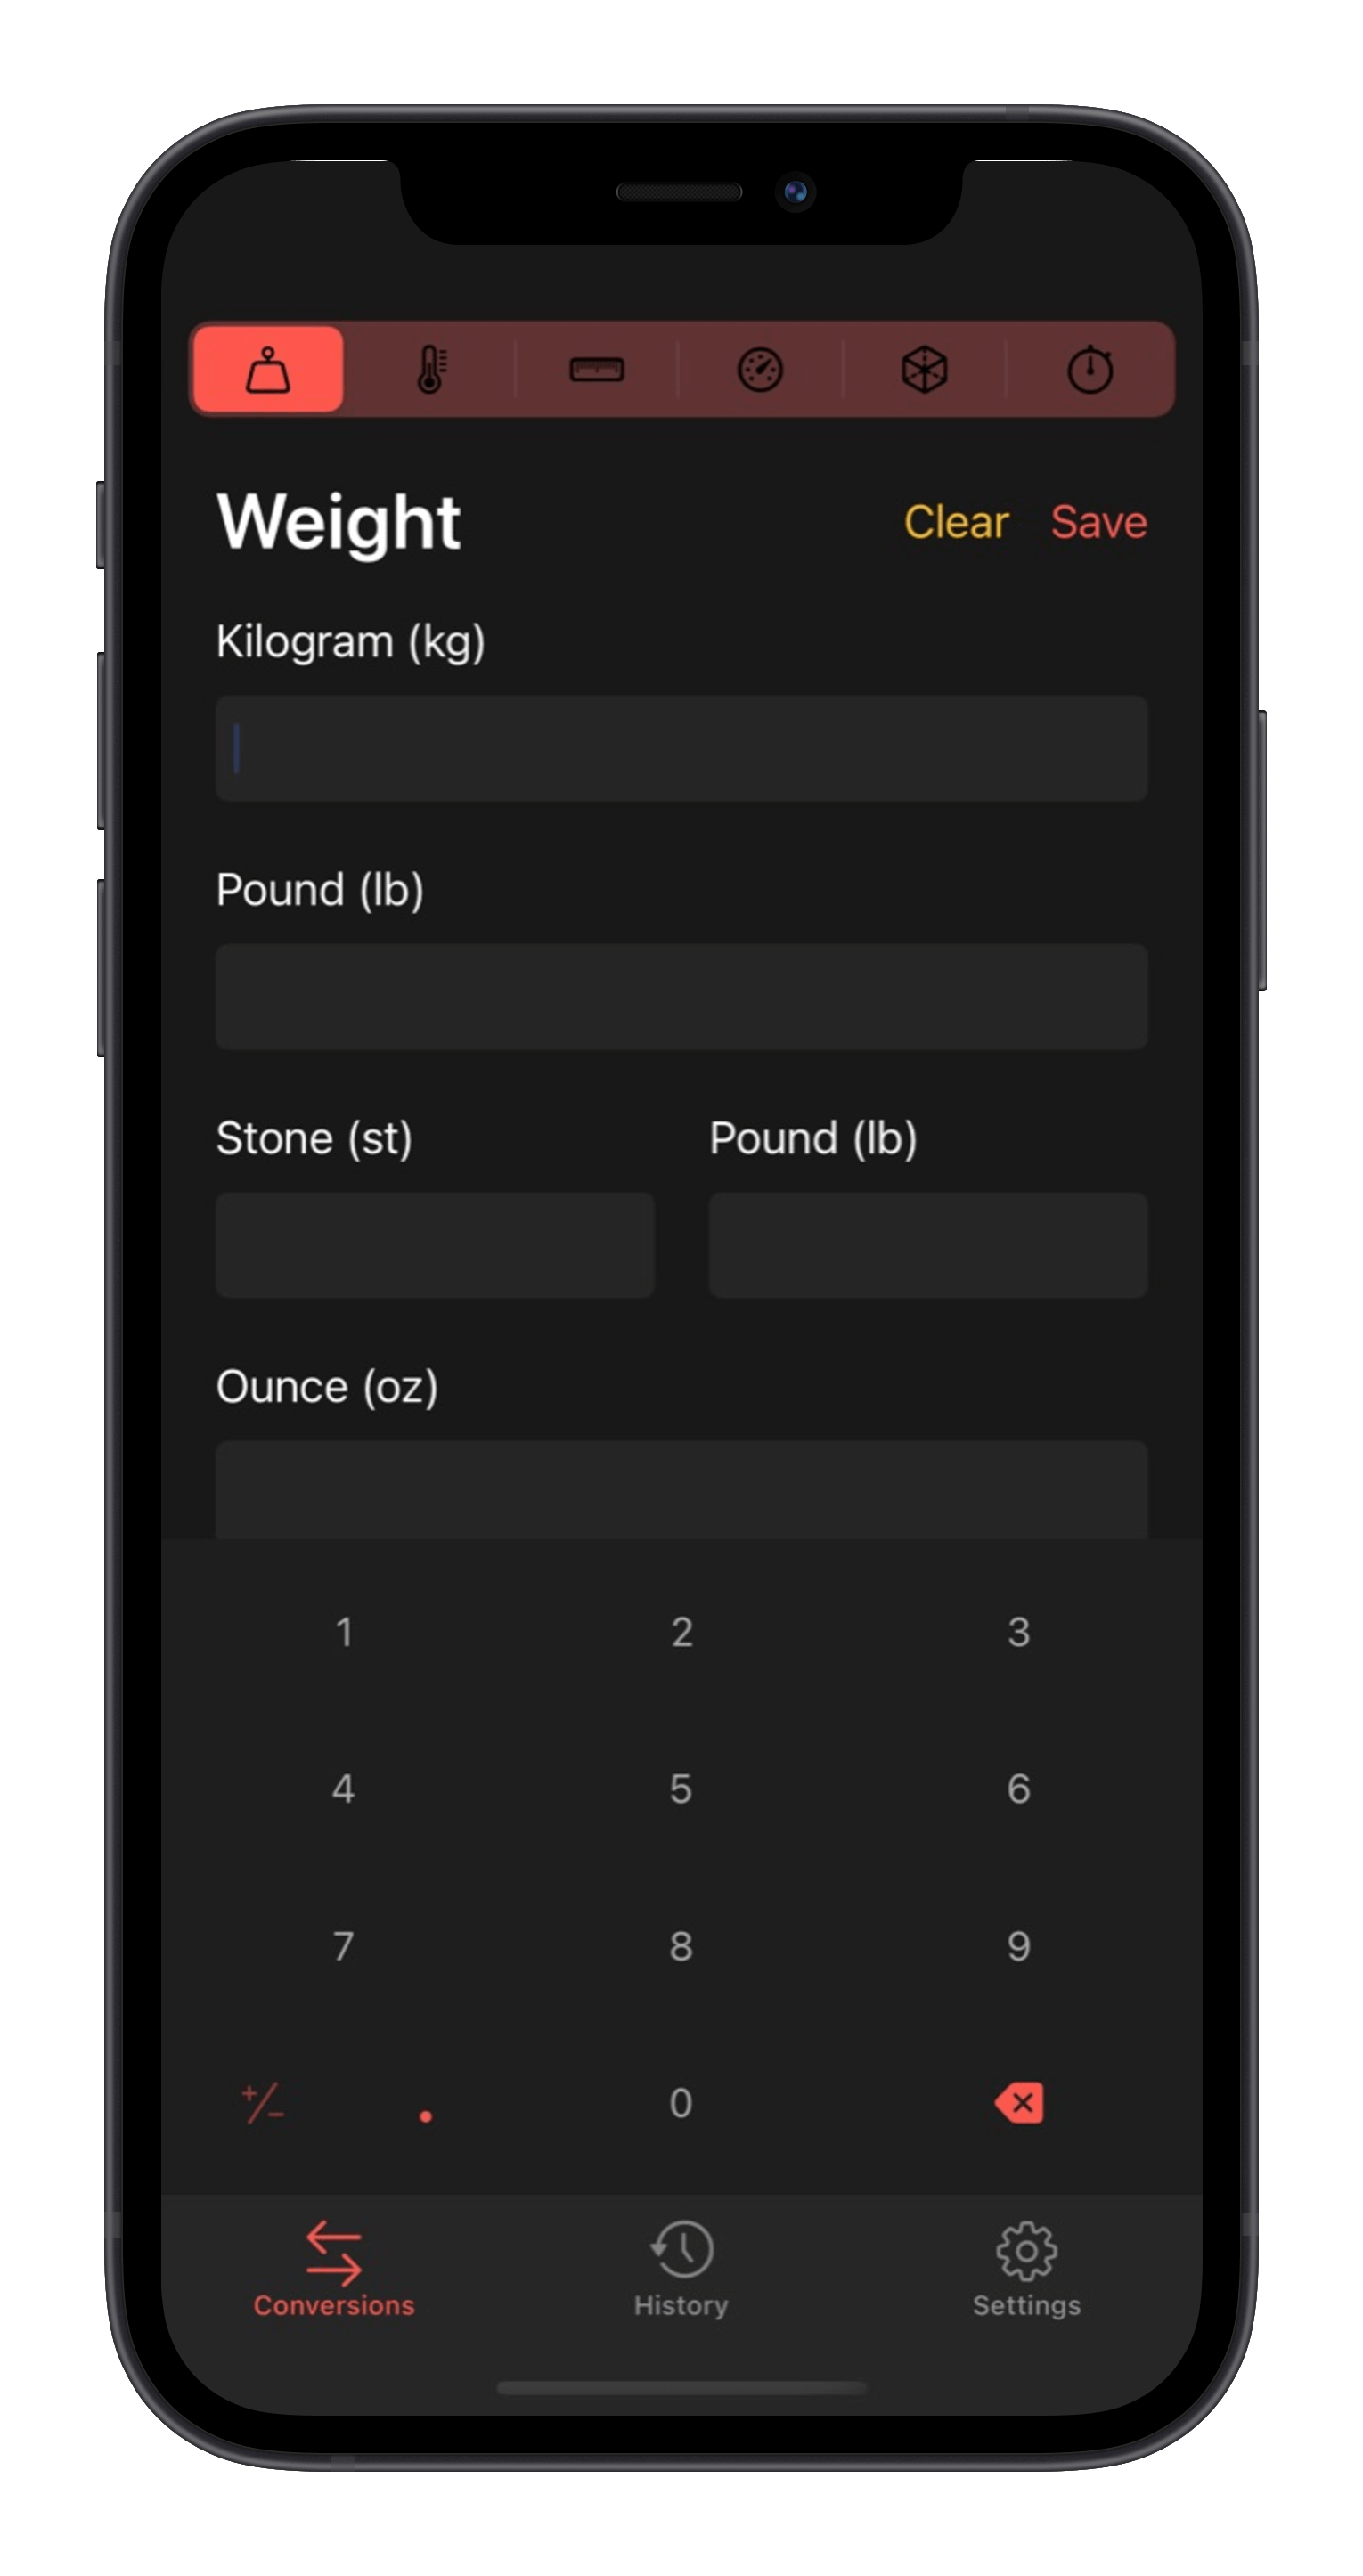 Weight Clear Save
Kilogram (kg)
Pound (lb)
Stone (st) Pound (lb)
Ounce (oz)
1 2 3
4 5 6
7 8 9
+/- . 0
Conversions History Settings